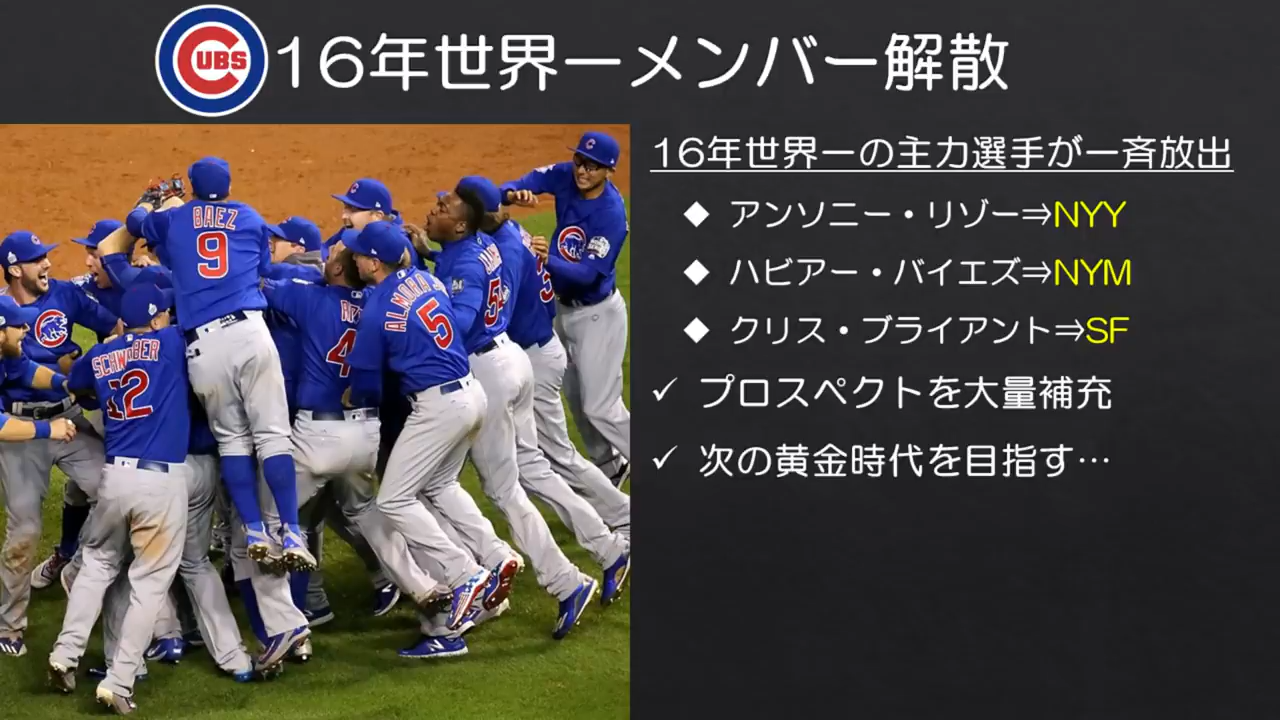 CUBS
16年世界一メンバー解散
16年世界一の主力選手が一斉放出
◆ アンソニー・リゾー⇒NYY
◆ ハビアー・バイエズ⇒NYM
◆ クリス・ブライアント⇒SF
✓ プロスペクトを大量補充
✓ 次の黄金時代を目指す…
BAEZ
9
SCHWARBER
12
ALMORA JR.
5
4
54